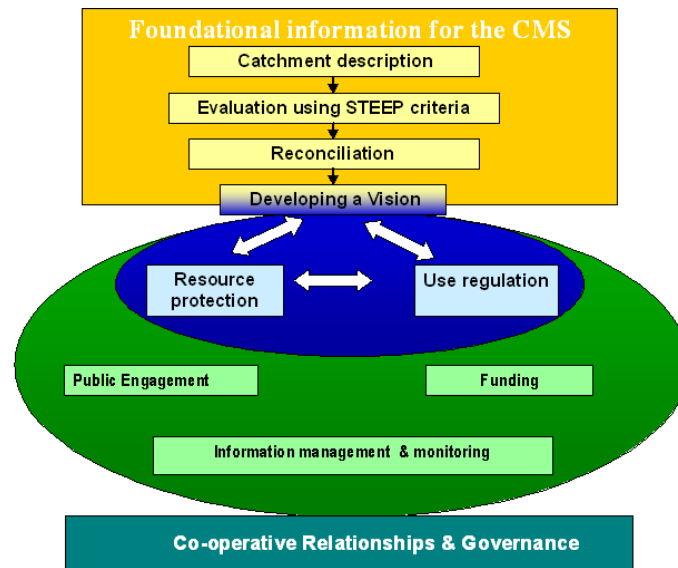 Foundational information for the CMS
Catchment description
Evaluation using STEEP criteria
Reconciliation
Developing a Vision
Resource
protection
Use regulation
Public Engagement
Funding
Information management & monitoring
Co-operative Relationships & Governance